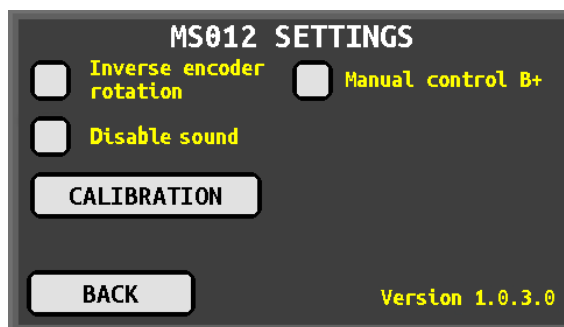 MS012 SETTINGS
Inverse encoder
rotation
Manual control B+
Disable sound
CALIBRATION
BACK
Version 1.0.3.0